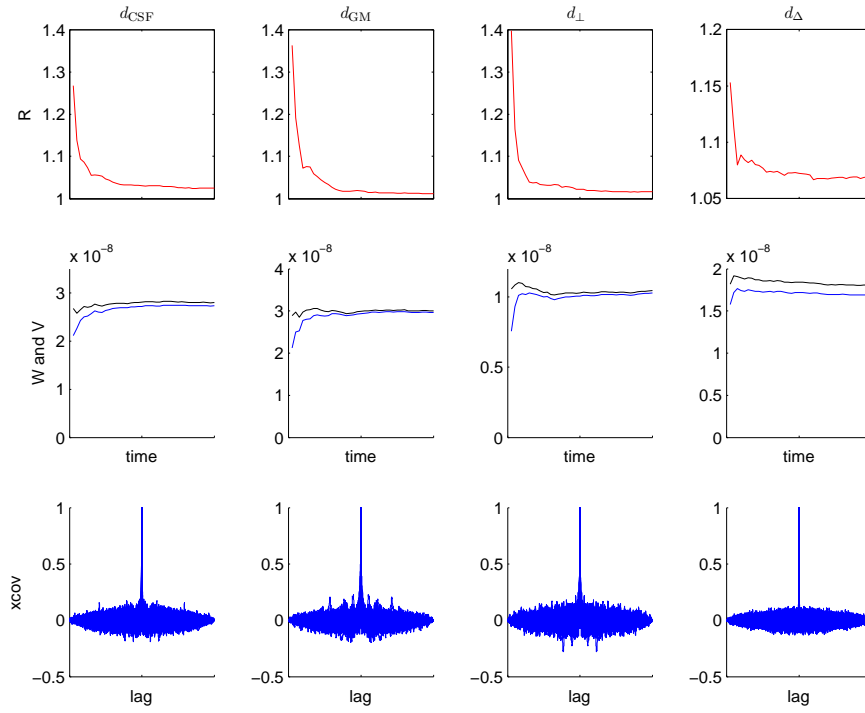 d_CSF d_GM d_⊥ d_Δ
1.4 1.4 1.4 1.2
1.3 1.3 1.3 1.15
R
1.2 1.2 1.2 1.1
1.1 1.1 1.1 1.05
1 1 1
x 10^−8 x 10^−8 x 10^−8 x 10^−8
W and V
3 4 1 2
2 3 0.5 1.5
1 2 0 1
0 1 0.5
0 0
time time time time
xcov
1 1 1 1
0.5 0.5 0.5 0.5
0 0 0 0
−0.5 −0.5 −0.5 −0.5
lag lag lag lag